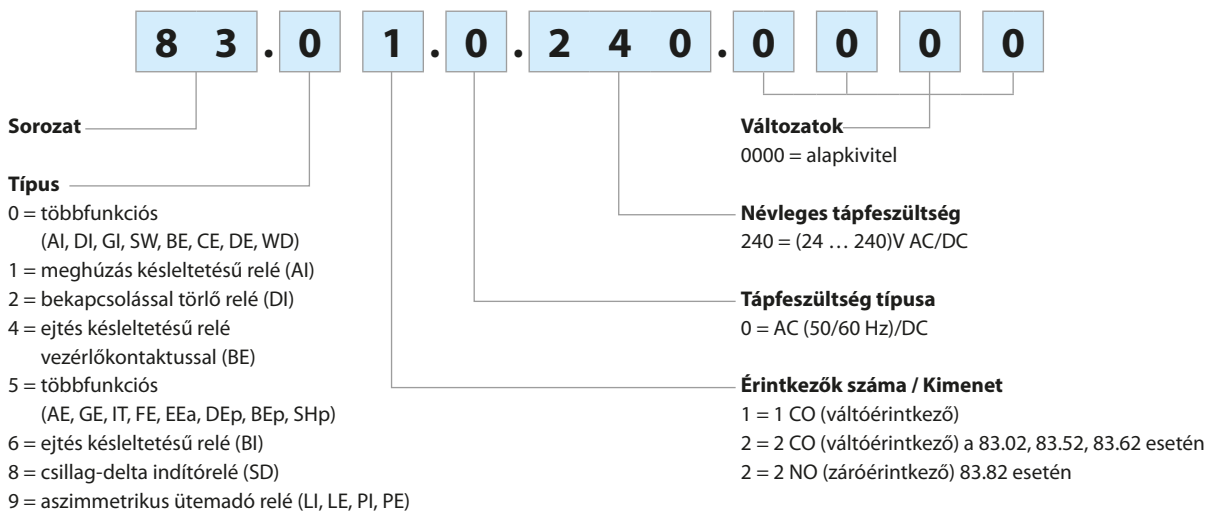 8 3 . 0 1 . 0 . 2 4 0 . 0 0 0 0
Sorozat
Típus
0 = többfunkciós
(AI, DI, GI, SW, BE, CE, DE, WD)
1 = meghúzás késleltetésű relé (AI)
2 = bekapcsolással törlő relé (DI)
4 = ejtés késleltetésű relé
vezérlőkontaktussal (BE)
5 = többfunkciós
(AE, GE, IT, FE, EEa, DEp, BEp, SHp)
6 = ejtés késleltetésű relé (BI)
8 = csillag-delta indítórelé (SD)
9 = aszimmetrikus ütemadó relé (LI, LE, PI, PE)
Változatok
0000 = alapkivitel
Névleges tápfeszültség
240 = (24 … 240)V AC/DC
Tápfeszültség típusa
0 = AC (50/60 Hz)/DC
Érintkezők száma / Kimenet
1 = 1 CO (váltóérintkező)
2 = 2 CO (váltóérintkező) a 83.02, 83.52, 83.62 esetén
2 = 2 NO (záróérintkező) 83.82 esetén